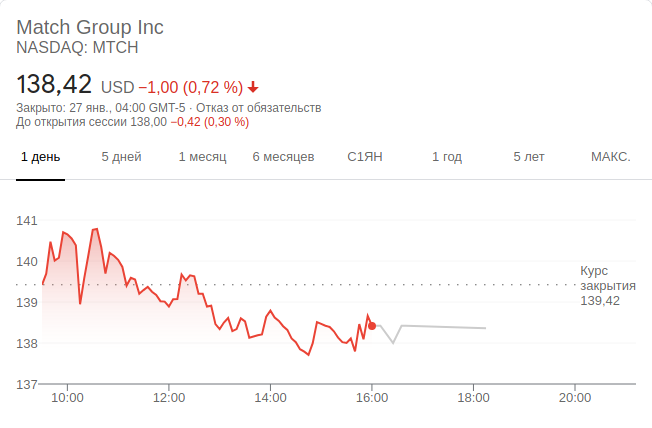 Match Group Inc
NASDAQ: MTCH
138,42 USD −1,00 (0,72 %)
Закрыто: 27 янв., 04:00 GMT-5 · Отказ от обязательств
До открытия сессии 138,00 −0,42 (0,30 %)
1 день 5 дней 1 месяц 6 месяцев С1ЯН 1 год 5 лет МАКС.
141
140
Курс
закрытия
139,42
139
138
137
10:00 12:00 14:00 16:00 18:00 20:00